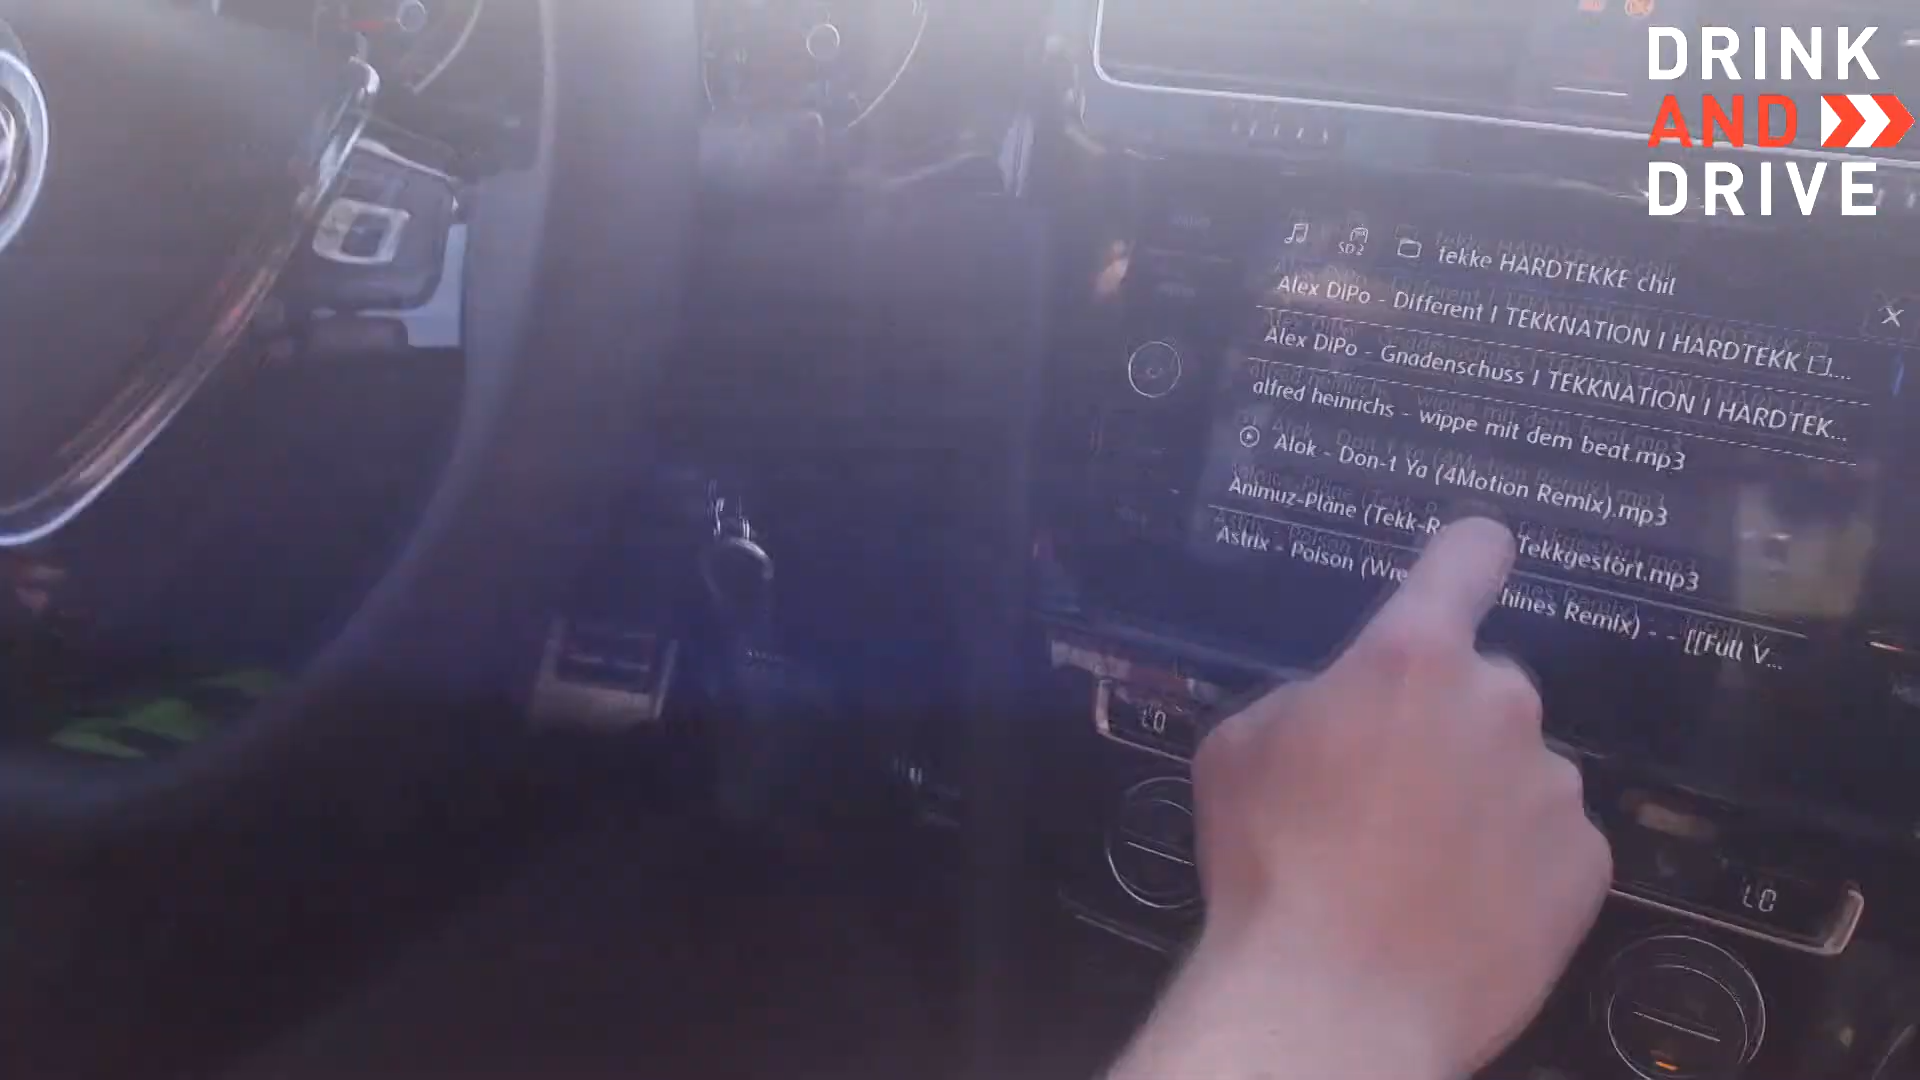 DRINK
AND
DRIVE
SD2 tekke HARDTEKKE chil
Alex DiPo - Different I TEKKNATION I HARDTEKK ...
Alex DiPo - Gnadenschuss I TEKKNATION I HARDTEK...
alfred heinrichs - wippe mit dem beat.mp3
Alok - Don-t Ya (4Motion Remix).mp3
Animuz-Pläne (Tekk-R Tekkgestört.mp3
Astrix - Poison (Wre hines Remix) - - [[Full V...
LO
LO